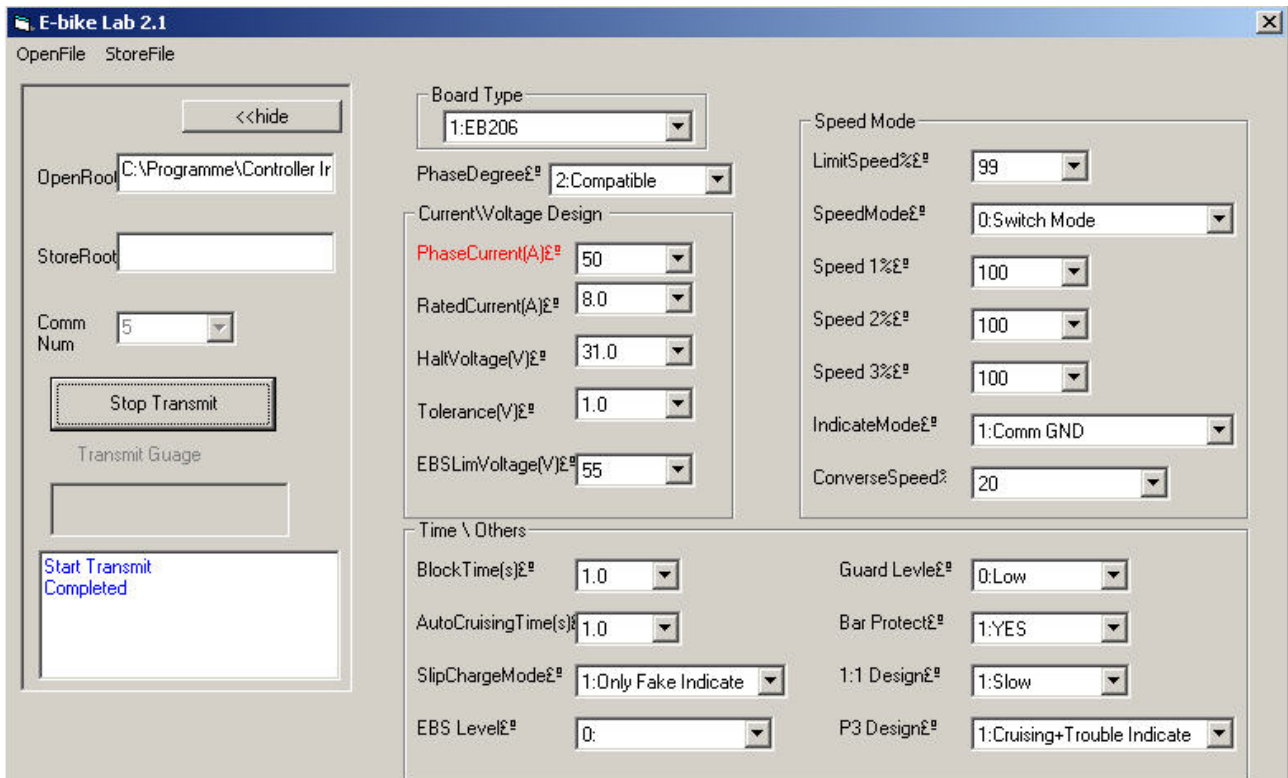 E-bike Lab 2.1
OpenFile StoreFile
<<hide
OpenRool C:\Programme\Controller Ir
StoreRoot
Comm Num 5
Stop Transmit
Transmit Guage
Start Transmit
Completed
Board Type
1:EB206
PhaseDegree£º 2:Compatible
Current\Voltage Design
PhaseCurrent(A)£º 50
RatedCurrent(A)£º 8.0
HaltVoltage(V)£º 31.0
Tolerance(V)£º 1.0
EBSLimVoltage(V)£º 55
Speed Mode
LimitSpeed%£º 99
SpeedMode£º 0:Switch Mode
Speed 1%£º 100
Speed 2%£º 100
Speed 3%£º 100
IndicateMode£º 1:Comm GND
ConverseSpeed% 20
Time \ Others
BlockTime(s)£º 1.0
AutoCruisingTime(s)£ 1.0
SlipChargeMode£º 1:Only Fake Indicate
EBS Level£º 0:
Guard Levle£º 0:Low
Bar Protect£º 1:YES
1:1 Design£º 1:Slow
P3 Design£º 1:Cruising+Trouble Indicate